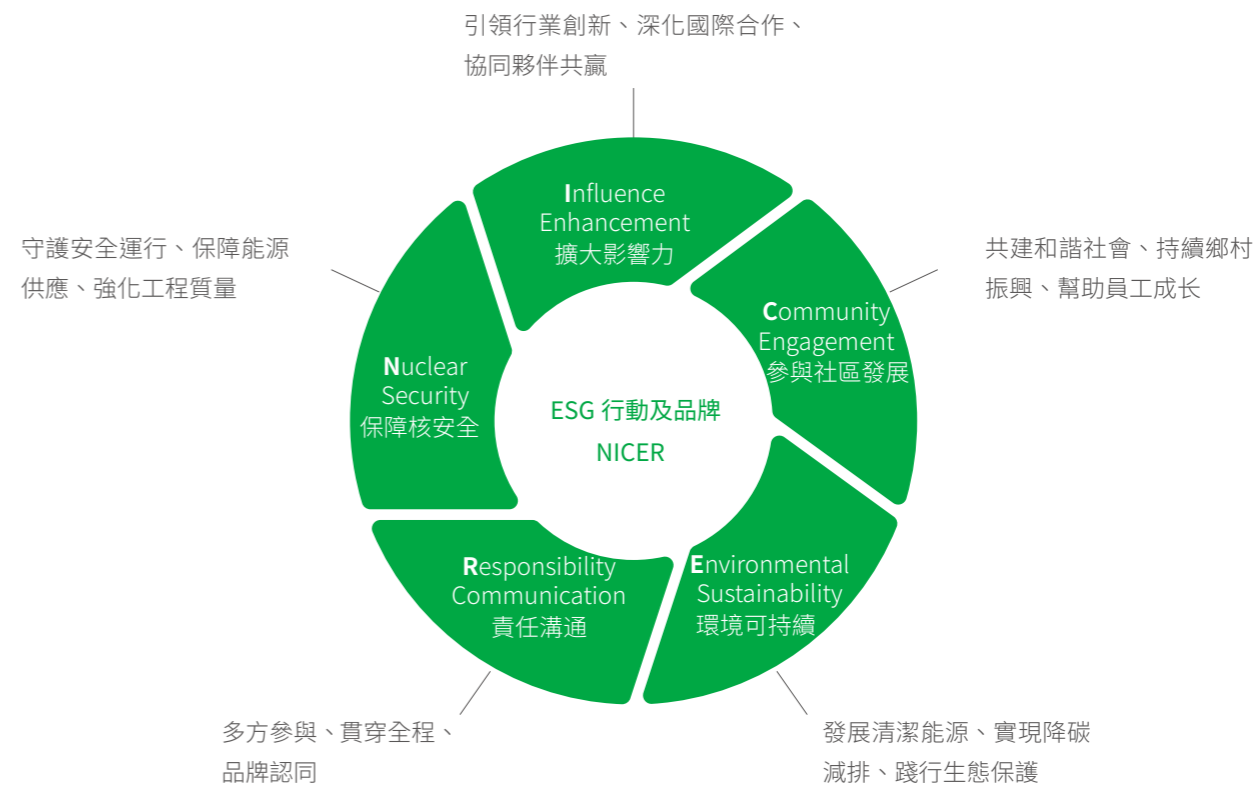 引領行業創新、深化國際合作、
協同夥伴共贏
Influence
Enhancement
擴大影響力
守護安全運行、保障能源
供應、強化工程質量
共建和諧社會、持續鄉村
振興、幫助員工成长
Community
Engagement
參與社區發展
Nuclear
Security
保障核安全
ESG 行動及品牌
NICER
Responsibility
Communication
責任溝通
Environmental
Sustainability
環境可持續
多方參與、貫穿全程、
品牌認同
發展清潔能源、實現降碳
減排、踐行生態保護